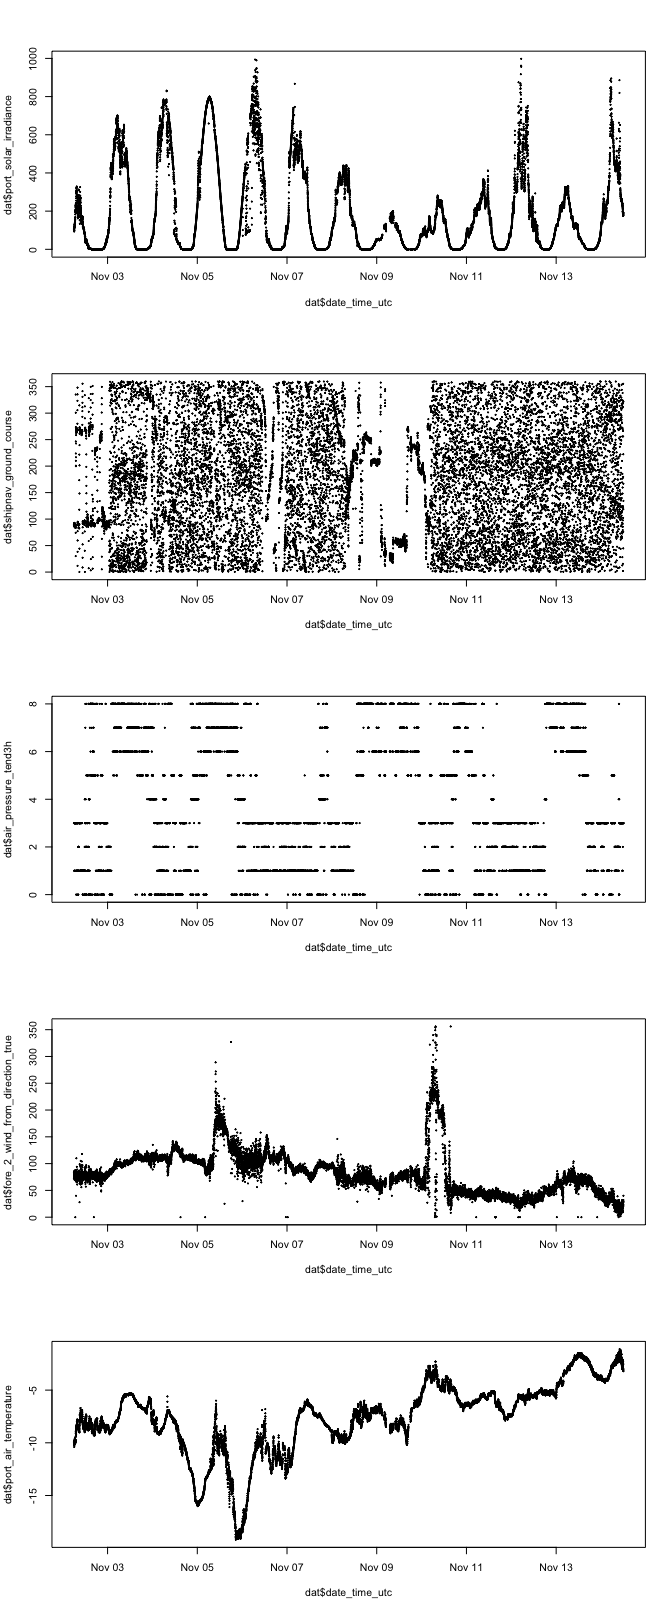 dat$port_solar_irradiance
1000
800
600
400
200
0
Nov 03 Nov 05 Nov 07 Nov 09 Nov 11 Nov 13
dat$date_time_utc
dat$shipnav_ground_course
350
300
250
200
150
100
50
0
Nov 03 Nov 05 Nov 07 Nov 09 Nov 11 Nov 13
dat$date_time_utc
dat$air_pressure_tend3h
8
6
4
2
0
Nov 03 Nov 05 Nov 07 Nov 09 Nov 11 Nov 13
dat$date_time_utc
dat$fore_2_wind_from_direction_true
350
300
250
200
150
100
50
0
Nov 03 Nov 05 Nov 07 Nov 09 Nov 11 Nov 13
dat$date_time_utc
dat$port_air_temperature
-5
-10
-15
Nov 03 Nov 05 Nov 07 Nov 09 Nov 11 Nov 13
dat$date_time_utc